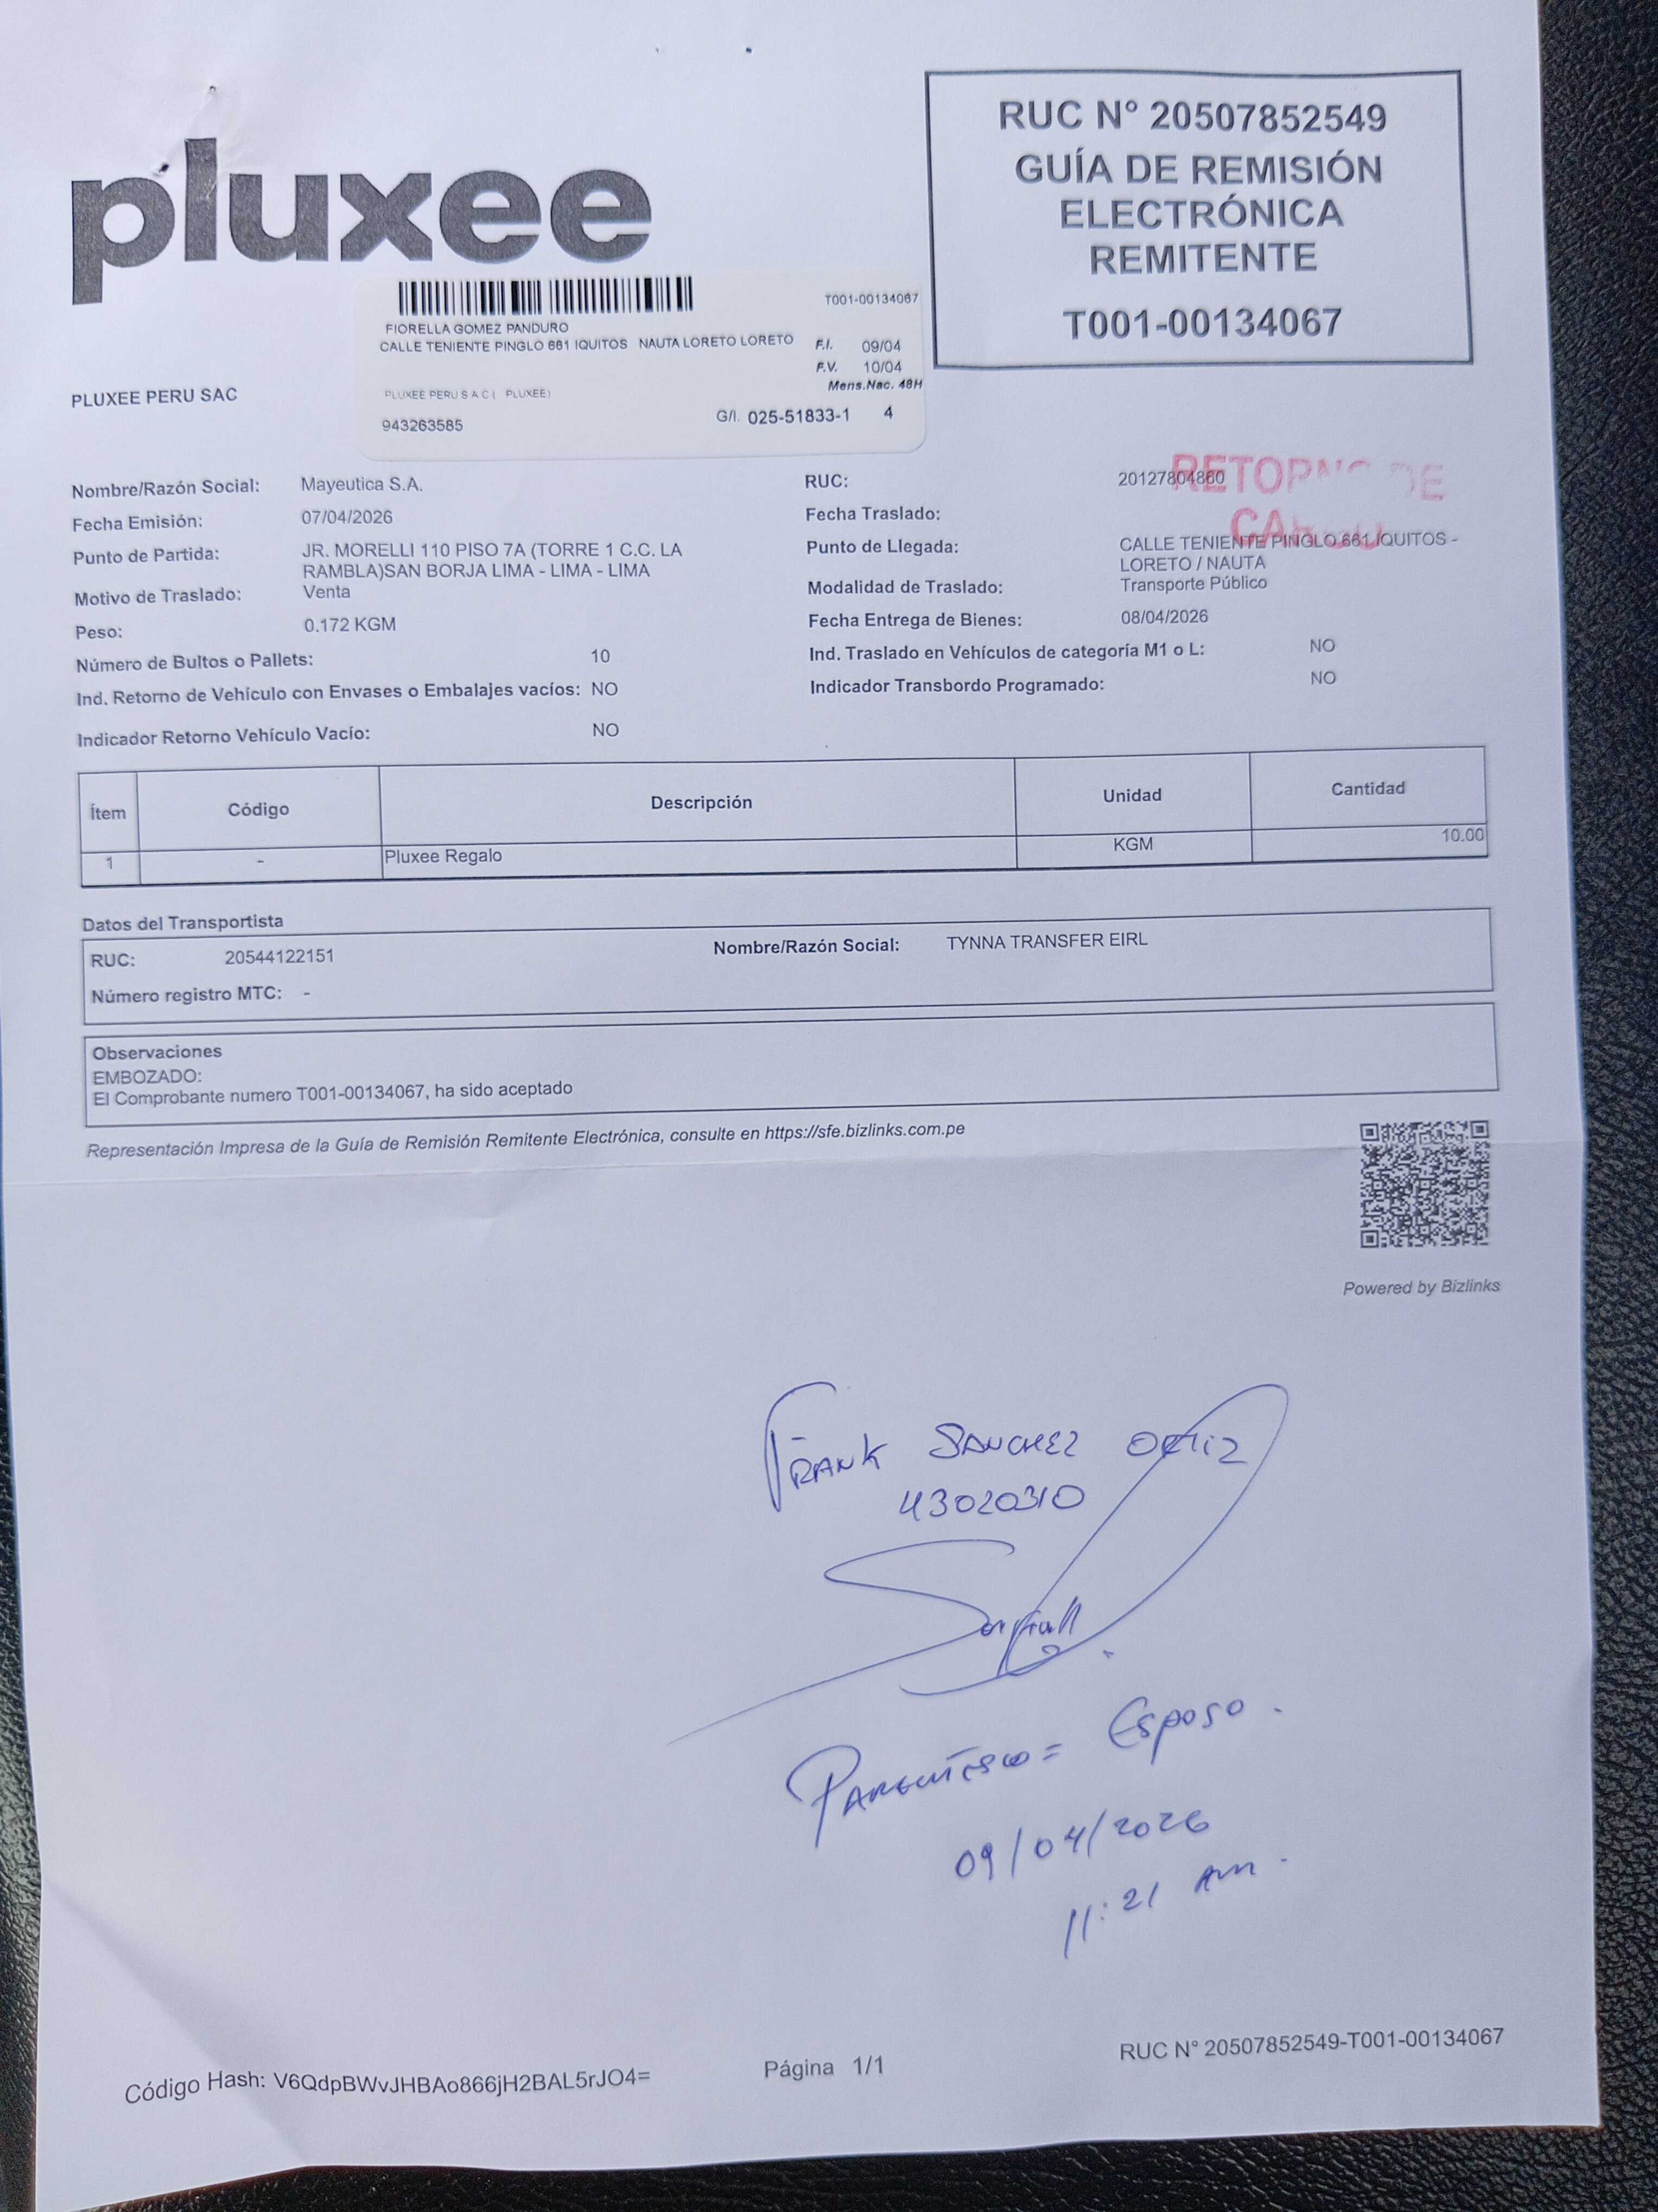 pluxee
RUC N° 20507852549
GUÍA DE REMISIÓN
ELECTRÓNICA
REMITENTE
T001-00134067
T001-00134067
FIORELLA GOMEZ PANDURO
CALLE TENIENTE PINGLO 661 IQUITOS NAUTA LORETO LORETO
F.I. 09/04
F.V. 10/04
Mens.Nac. 48H
PLUXEE PERU S A C ( PLUXEE)
G/I. 025-51833-1 4
943263585
PLUXEE PERU SAC
Nombre/Razón Social: Mayeutica S.A.
RUC: 20127804860
RETORNO DE
Fecha Emisión: 07/04/2026
Fecha Traslado:
Punto de Partida: JR. MORELLI 110 PISO 7A (TORRE 1 C.C. LA
RAMBLA)SAN BORJA LIMA - LIMA - LIMA
Punto de Llegada: CALLE TENIENTE PINGLO 661 IQUITOS -
LORETO / NAUTA
Motivo de Traslado: Venta
Modalidad de Traslado: Transporte Público
Peso: 0.172 KGM
Fecha Entrega de Bienes: 08/04/2026
Número de Bultos o Pallets: 10
Ind. Traslado en Vehículos de categoría M1 o L: NO
Ind. Retorno de Vehículo con Envases o Embalajes vacíos: NO
Indicador Transbordo Programado: NO
Indicador Retorno Vehículo Vacío: NO
Ítem Código Descripción Unidad Cantidad
1 - Pluxee Regalo KGM 10.00
Datos del Transportista
RUC: 20544122151 Nombre/Razón Social: TYNNA TRANSFER EIRL
Número registro MTC: -
Observaciones
EMBOZADO:
El Comprobante numero T001-00134067, ha sido aceptado
Representación Impresa de la Guía de Remisión Remitente Electrónica, consulte en https://sfe.bizlinks.com.pe
Powered by Bizlinks
FRANK SANCHEZ ORTIZ
43020310
PARENTESCO = Esposo.
09/04/2026
11:21 Am.
Código Hash: V6QdpBWvJHBAo866jH2BAL5rJO4=
Página 1/1
RUC N° 20507852549-T001-00134067